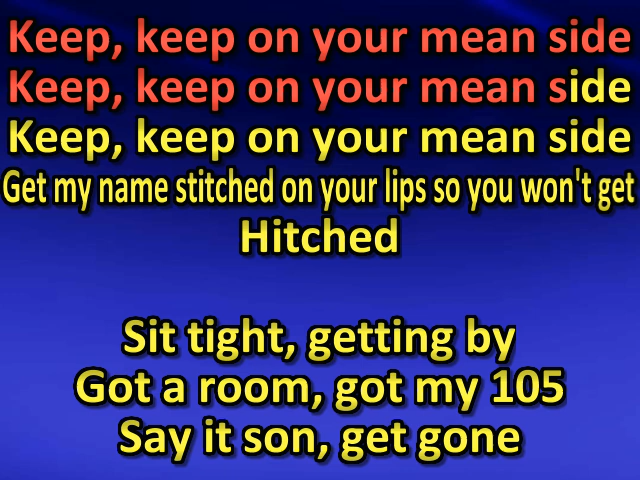 Keep, keep on your mean side
Keep, keep on your mean side
Keep, keep on your mean side
Get my name stitched on your lips so you won't get
Hitched
Sit tight, getting by
Got a room, got my 105
Say it son, get gone